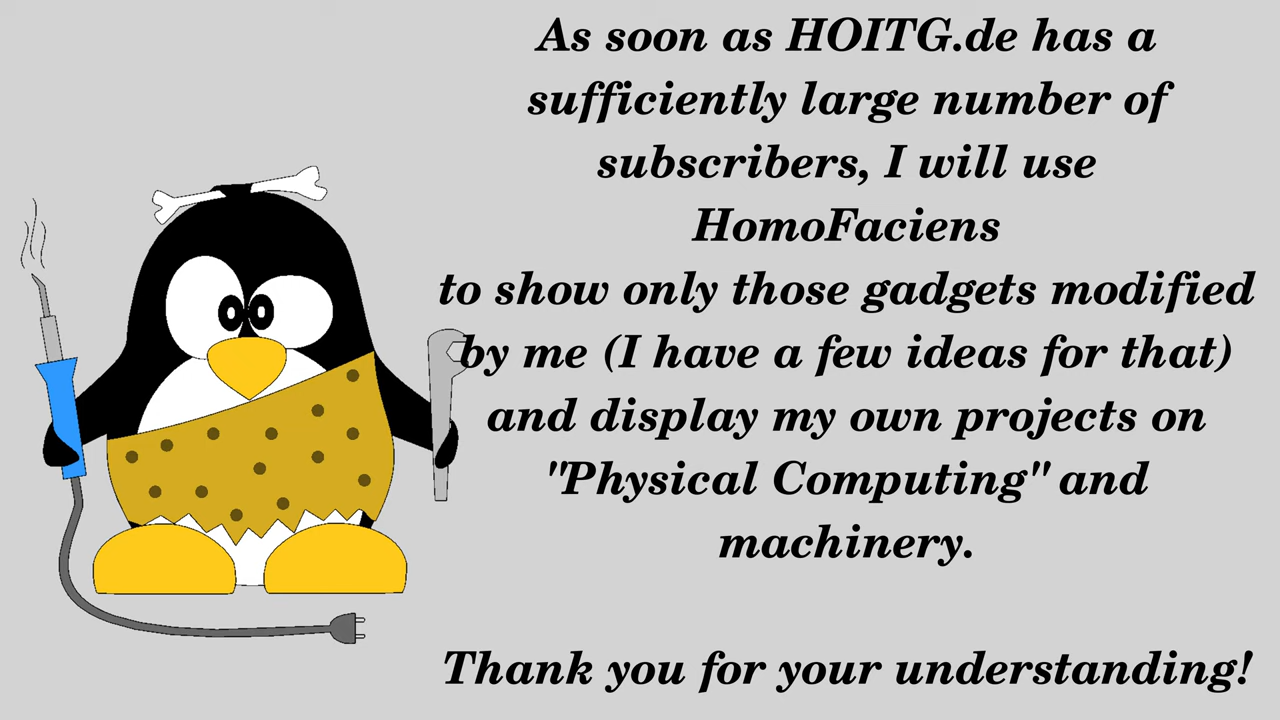 As soon as HOITG.de has a
sufficiently large number of
subscribers, I will use
HomoFaciens
to show only those gadgets modified
by me (I have a few ideas for that)
and display my own projects on
"Physical Computing" and
machinery.
Thank you for your understanding!